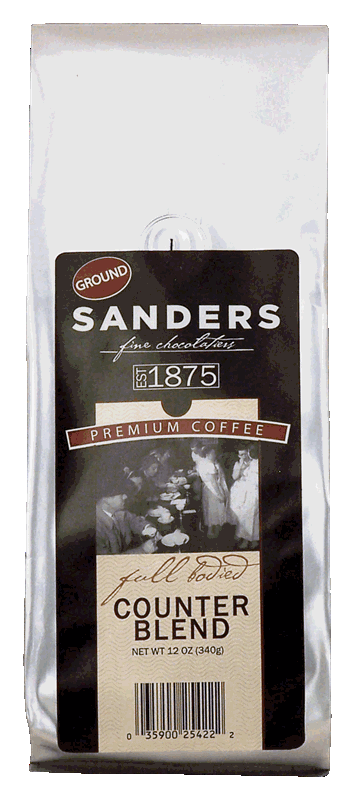 GROUND
SANDERS
fine chocolatiers
EST 1875
PREMIUM COFFEE
full bodied
COUNTER
BLEND
NET WT 12 OZ (340g)
0 35900 25422 2